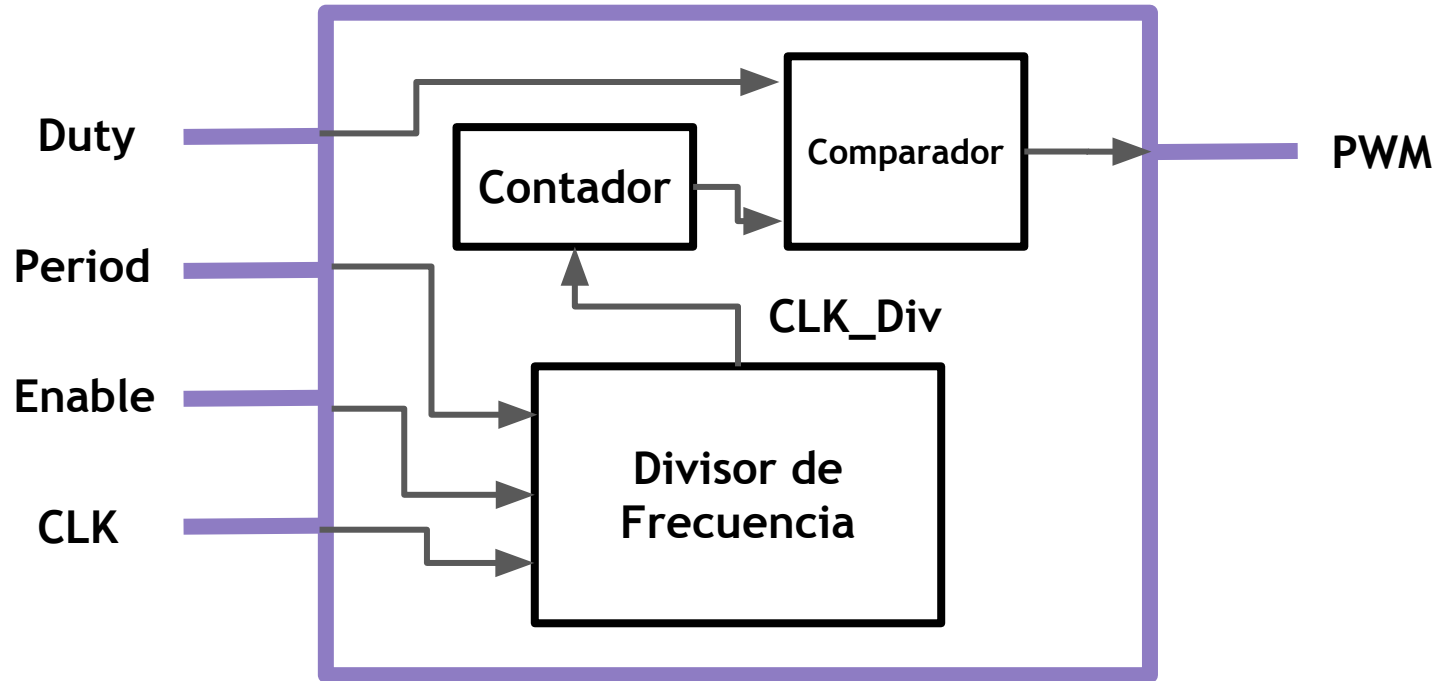 Duty
Period
Enable
CLK
Contador
Comparador
CLK_Div
Divisor de
Frecuencia
PWM